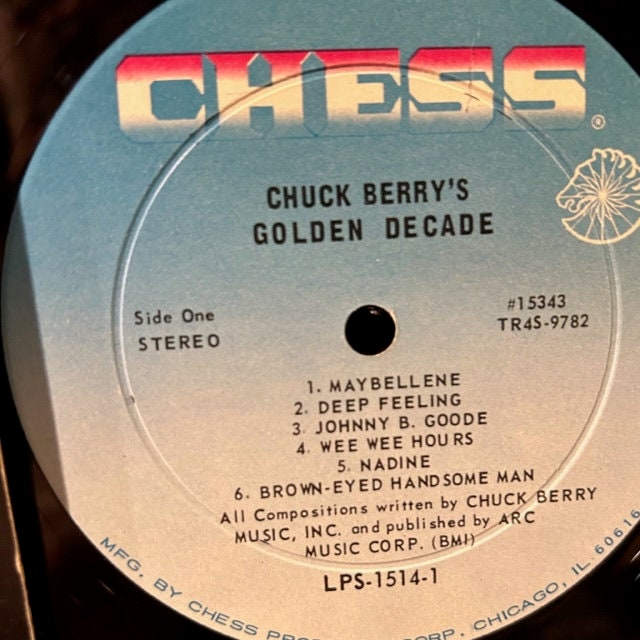 CHESS®
CHUCK BERRY'S
GOLDEN DECADE
Side One
STEREO
#15343
TR4S-9782
1. MAYBELLENE
2. DEEP FEELING
3. JOHNNY B. GOODE
4. WEE WEE HOURS
5. NADINE
6. BROWN-EYED HANDSOME MAN
All Compositions written by CHUCK BERRY
MUSIC, INC. and published by ARC
MUSIC CORP. (BMI)
LPS-1514-1
MFG. BY CHESS CORP. CHICAGO, IL 60616